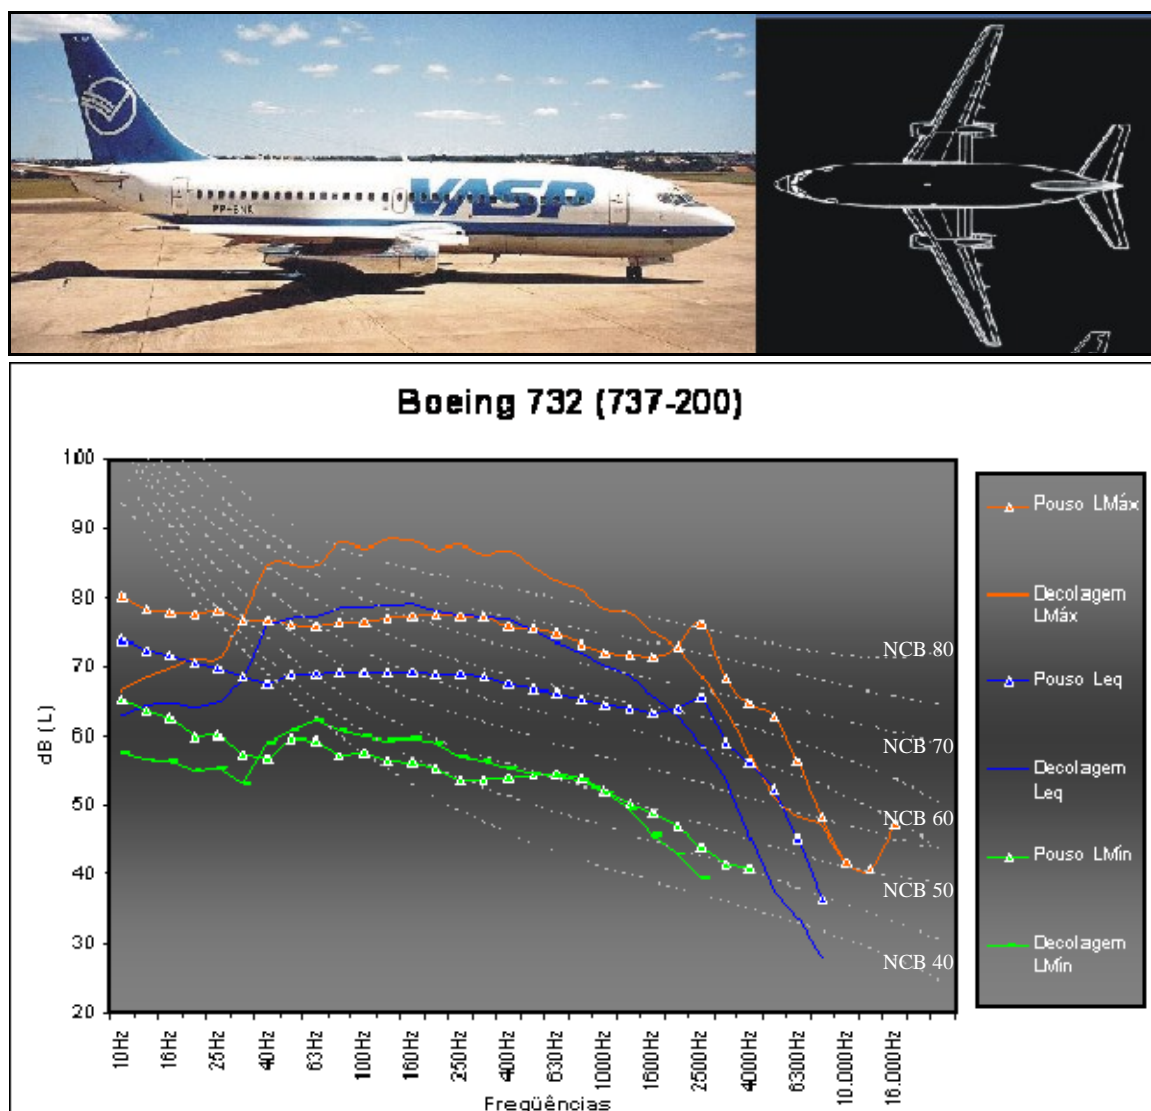 VASP
PP-SNK
Boeing 732 (737-200)
100
90
80
70
60
50
40
30
20
dB (L)
NCB 80
NCB 70
NCB 60
NCB 50
NCB 40
10Hz
16Hz
25Hz
40Hz
63Hz
100Hz
160Hz
250Hz
400Hz
630Hz
1000Hz
1600Hz
2500Hz
4000Hz
6300Hz
10.000Hz
16.000Hz
Freqüências
Pouso LMáx
Decolagem
LMáx
Pouso Leq
Decolagem
Leq
Pouso LMín
Decolagem
LMín